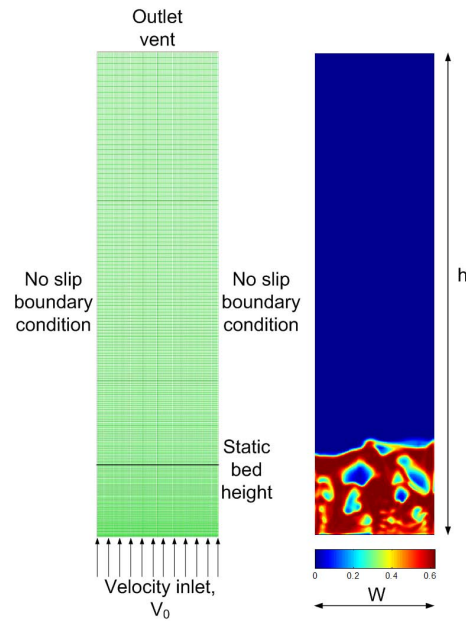 Outlet
vent
No slip
boundary
condition
No slip
boundary
condition
h
Static
bed
height
Velocity inlet,
V0
0 0.2 0.4 0.6
W